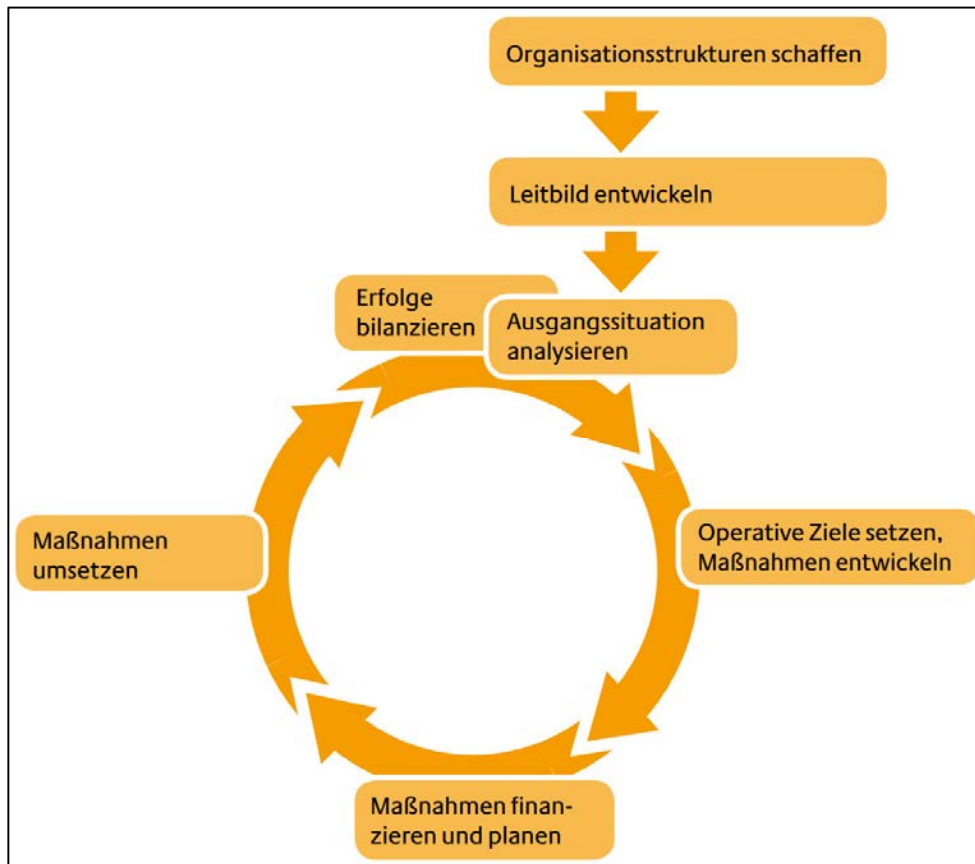 Organisationsstrukturen schaffen
Leitbild entwickeln
Erfolge
bilanzieren
Ausgangssituation
analysieren
Operative Ziele setzen,
Maßnahmen entwickeln
Maßnahmen finan-
zieren und planen
Maßnahmen
umsetzen